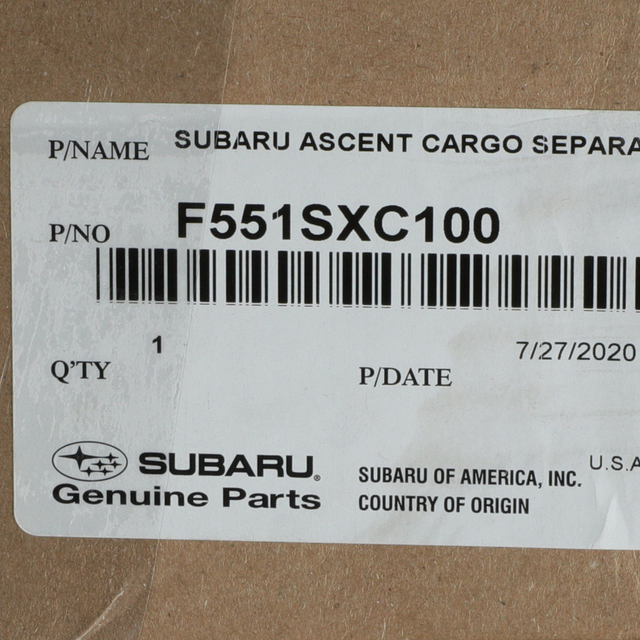 P/NAME SUBARU ASCENT CARGO SEPARA
P/NO F551SXC100
Q'TY 1
P/DATE 7/27/2020
SUBARU®
Genuine Parts
SUBARU OF AMERICA, INC.
COUNTRY OF ORIGIN U.S.A